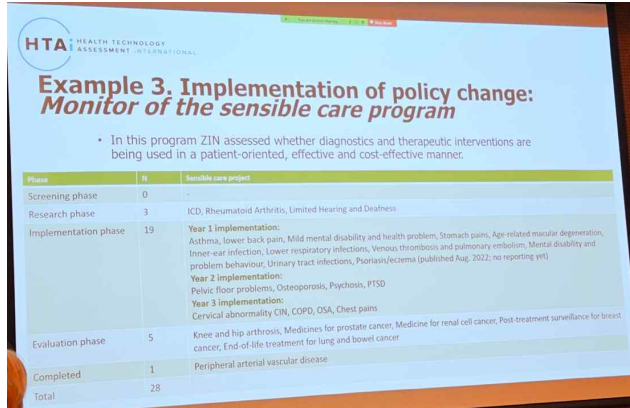 HTAi HEALTH TECHNOLOGY
ASSESSMENT INTERNATIONAL
Example 3. Implementation of policy change:
Monitor of the sensible care program
• In this program ZIN assessed whether diagnostics and therapeutic interventions are
being used in a patient-oriented, effective and cost-effective manner.
Phase N Sensible care project
Screening phase 0 -
Research phase 3 ICD, Rheumatoid Arthritis, Limited Hearing and Deafness
Implementation phase 19 Year 1 implementation:
Asthma, lower back pain, Mild mental disability and health problem, Stomach pains, Age-related macular degeneration,
Inner-ear infection, Lower respiratory infections, Venous thrombosis and pulmonary embolism, Mental disability and
problem behaviour, Urinary tract infections, Psoriasis/eczema (published Aug. 2022; no reporting yet)
Year 2 implementation:
Pelvic floor problems, Osteoporosis, Psychosis, PTSD
Year 3 implementation:
Cervical abnormality CIN, COPD, OSA, Chest pains
Evaluation phase 5 Knee and hip arthrosis, Medicines for prostate cancer, Medicine for renal cell cancer, Post-treatment surveillance for breast
cancer, End-of-life treatment for lung and bowel cancer
Completed 1 Peripheral arterial vascular disease
Total 28